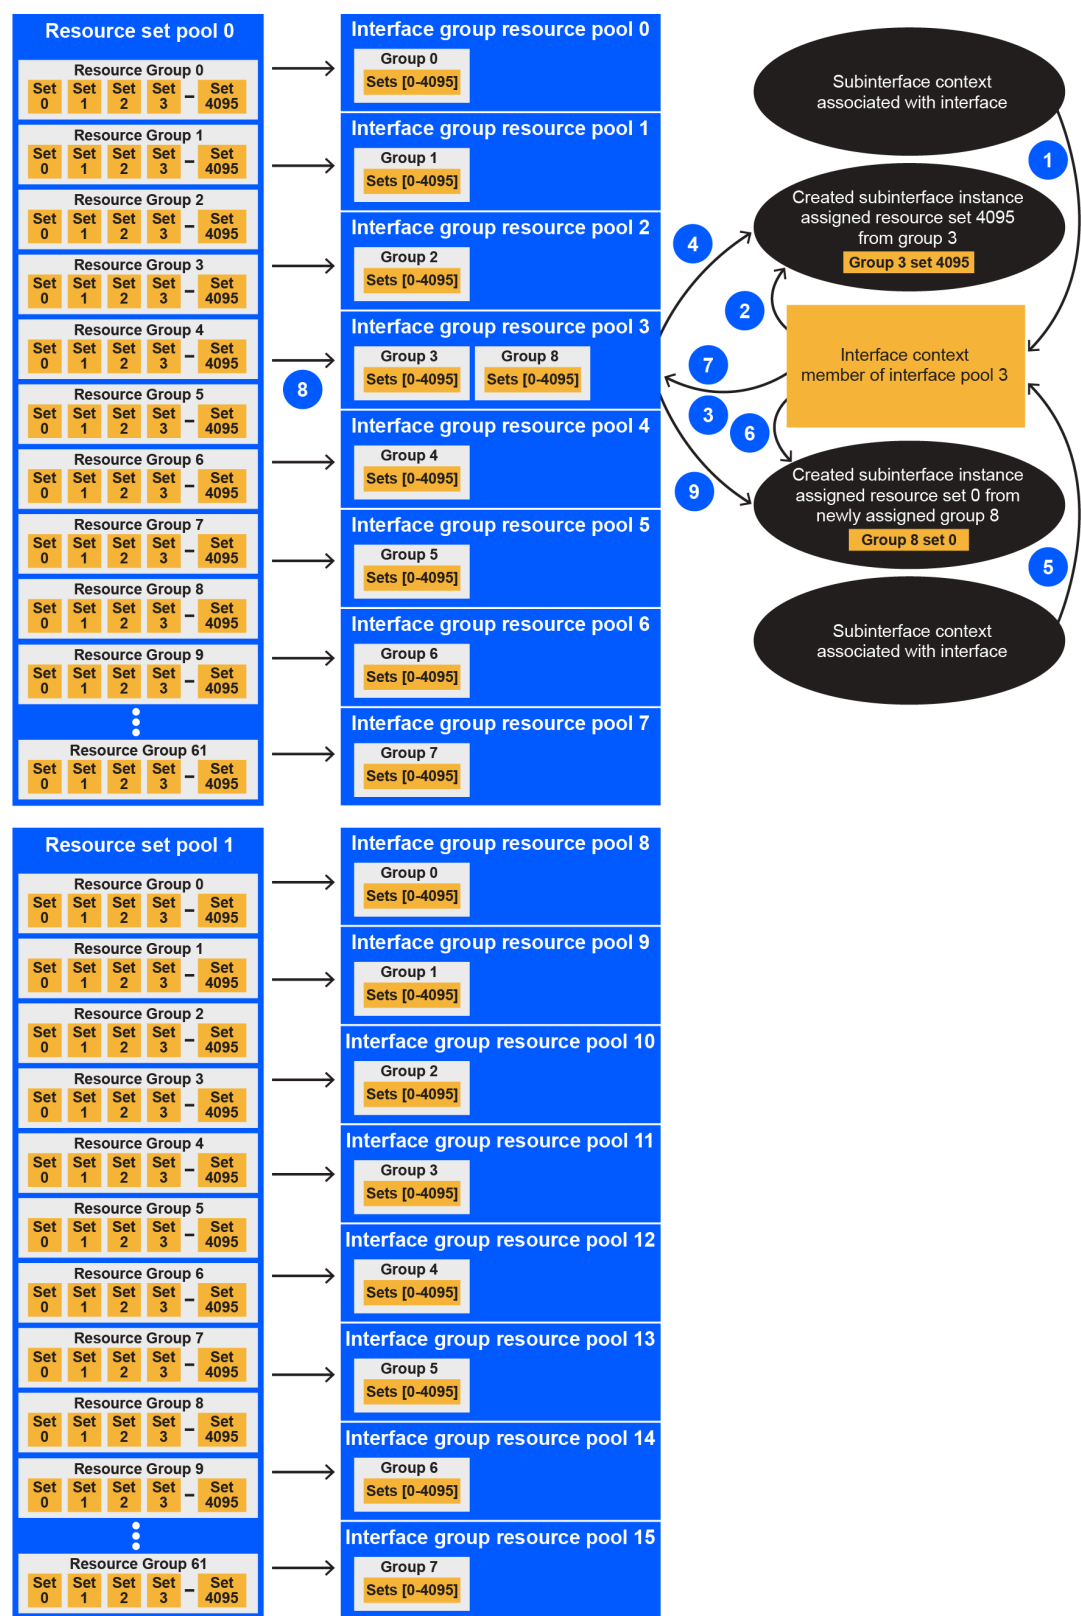 Resource set pool 0
Resource Group 0
Set 0 Set 1 Set 2 Set 3 – Set 4095
Resource Group 1
Set 0 Set 1 Set 2 Set 3 – Set 4095
Resource Group 2
Set 0 Set 1 Set 2 Set 3 – Set 4095
Resource Group 3
Set 0 Set 1 Set 2 Set 3 – Set 4095
Resource Group 4
Set 0 Set 1 Set 2 Set 3 – Set 4095
Resource Group 5
Set 0 Set 1 Set 2 Set 3 – Set 4095
Resource Group 6
Set 0 Set 1 Set 2 Set 3 – Set 4095
Resource Group 7
Set 0 Set 1 Set 2 Set 3 – Set 4095
Resource Group 8
Set 0 Set 1 Set 2 Set 3 – Set 4095
Resource Group 9
Set 0 Set 1 Set 2 Set 3 – Set 4095
Resource Group 61
Set 0 Set 1 Set 2 Set 3 – Set 4095
8
Interface group resource pool 0
Group 0
Sets [0-4095]
Interface group resource pool 1
Group 1
Sets [0-4095]
Interface group resource pool 2
Group 2
Sets [0-4095]
Interface group resource pool 3
Group 3
Sets [0-4095]
Group 8
Sets [0-4095]
Interface group resource pool 4
Group 4
Sets [0-4095]
Interface group resource pool 5
Group 5
Sets [0-4095]
Interface group resource pool 6
Group 6
Sets [0-4095]
Interface group resource pool 7
Group 7
Sets [0-4095]
Subinterface context
associated with interface
1
Created subinterface instance
assigned resource set 4095
from group 3
Group 3 set 4095
4
2
Interface context
member of interface pool 3
7
3
6
Created subinterface instance
assigned resource set 0 from
newly assigned group 8
Group 8 set 0
9
5
Subinterface context
associated with interface
Resource set pool 1
Resource Group 0
Set 0 Set 1 Set 2 Set 3 – Set 4095
Resource Group 1
Set 0 Set 1 Set 2 Set 3 – Set 4095
Resource Group 2
Set 0 Set 1 Set 2 Set 3 – Set 4095
Resource Group 3
Set 0 Set 1 Set 2 Set 3 – Set 4095
Resource Group 4
Set 0 Set 1 Set 2 Set 3 – Set 4095
Resource Group 5
Set 0 Set 1 Set 2 Set 3 – Set 4095
Resource Group 6
Set 0 Set 1 Set 2 Set 3 – Set 4095
Resource Group 7
Set 0 Set 1 Set 2 Set 3 – Set 4095
Resource Group 8
Set 0 Set 1 Set 2 Set 3 – Set 4095
Resource Group 9
Set 0 Set 1 Set 2 Set 3 – Set 4095
Resource Group 61
Set 0 Set 1 Set 2 Set 3 – Set 4095
Interface group resource pool 8
Group 0
Sets [0-4095]
Interface group resource pool 9
Group 1
Sets [0-4095]
Interface group resource pool 10
Group 2
Sets [0-4095]
Interface group resource pool 11
Group 3
Sets [0-4095]
Interface group resource pool 12
Group 4
Sets [0-4095]
Interface group resource pool 13
Group 5
Sets [0-4095]
Interface group resource pool 14
Group 6
Sets [0-4095]
Interface group resource pool 15
Group 7
Sets [0-4095]